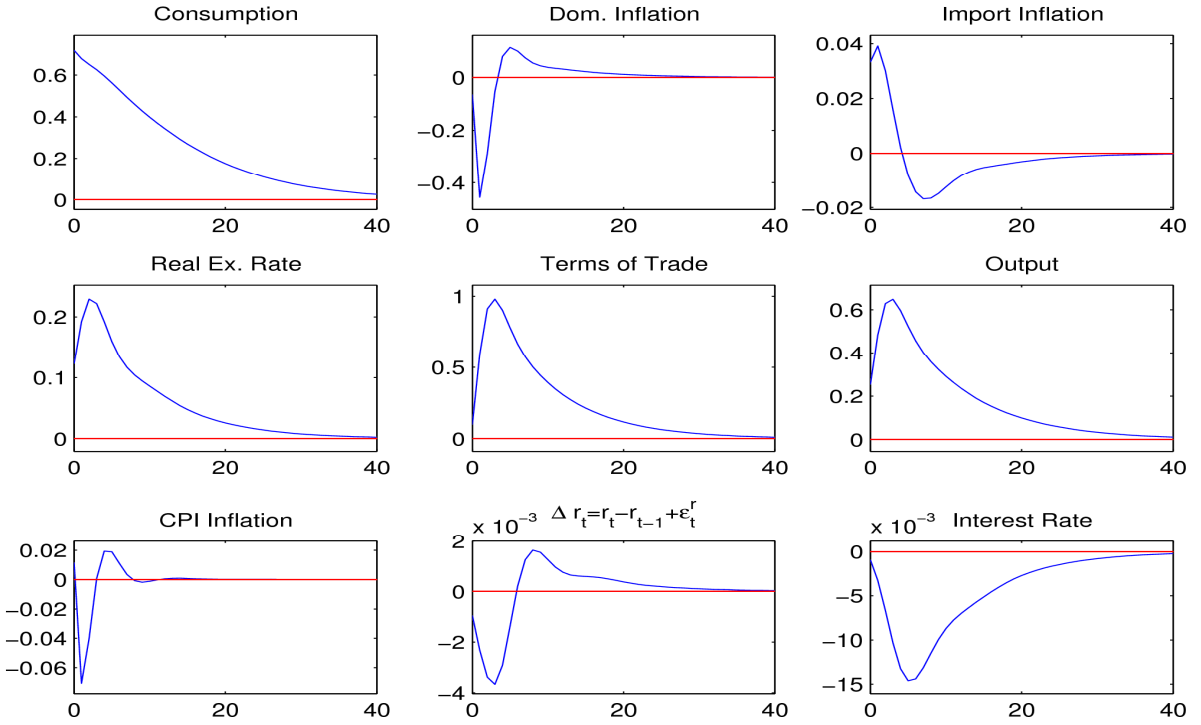 Consumption
Dom. Inflation
Import Inflation
0.6
0.4
0.2
0
0 20 40
0
−0.2
−0.4
0 20 40
0.04
0.02
0
−0.02
0 20 40
Real Ex. Rate
Terms of Trade
Output
0.2
0.1
0
0 20 40
1
0.5
0
0 20 40
0.6
0.4
0.2
0
0 20 40
CPI Inflation
x 10⁻³ Δ rₜ=rₜ−rₜ₋₁+εₜʳ
x 10⁻³ Interest Rate
0.02
0
−0.02
−0.04
−0.06
0 20 40
2
0
−2
−4
0 20 40
0
−5
−10
−15
0 20 40